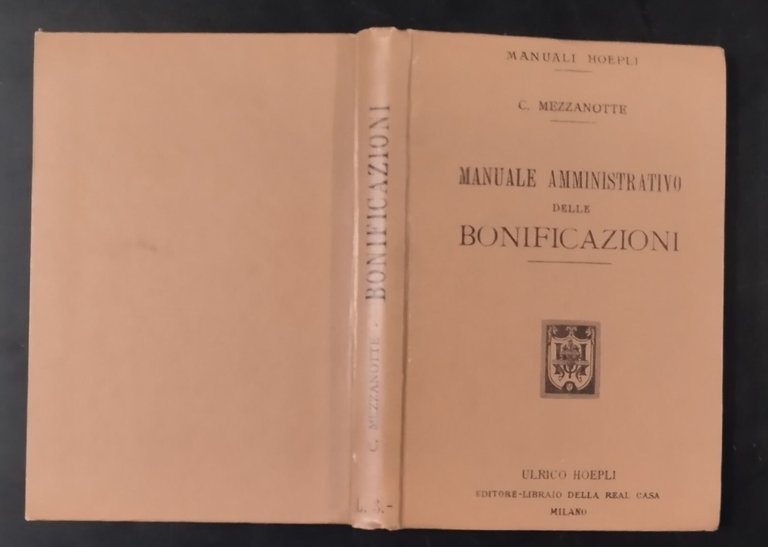 MANUALI HOEPLI
C. MEZZANOTTE
MANUALE AMMINISTRATIVO
DELLE
BONIFICAZIONI
ULRICO HOEPLI
EDITORE-LIBRAIO DELLA REAL CASA
MILANO
C. MEZZANOTTE - BONIFICAZIONI